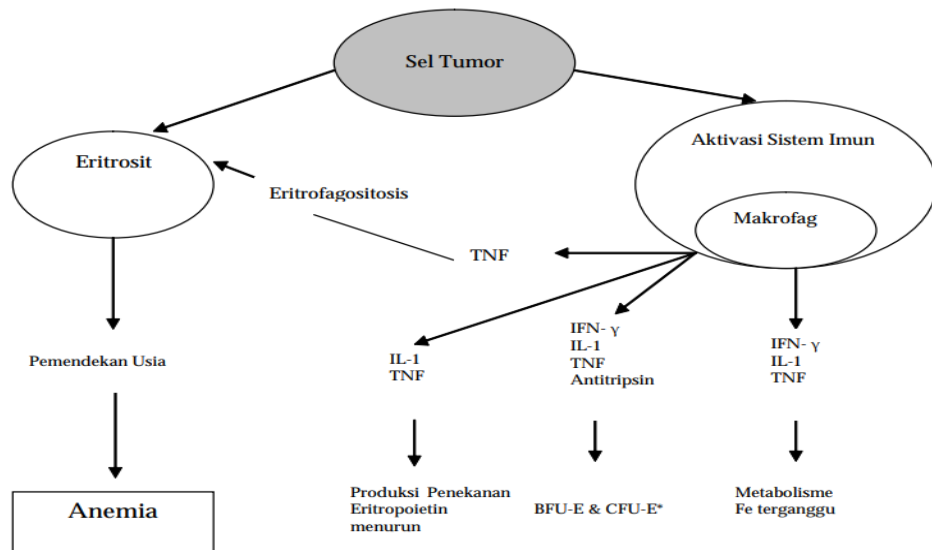 Sel Tumor
Eritrosit
Aktivasi Sistem Imun
Eritrofagositosis
Makrofag
TNF
Pemendekan Usia
IL-1
TNF
IFN- γ
IL-1
TNF
Antitripsin
IFN- γ
IL-1
TNF
Anemia
Produksi Penekanan
Eritropoietin
menurun
BFU-E & CFU-E*
Metabolisme
Fe terganggu